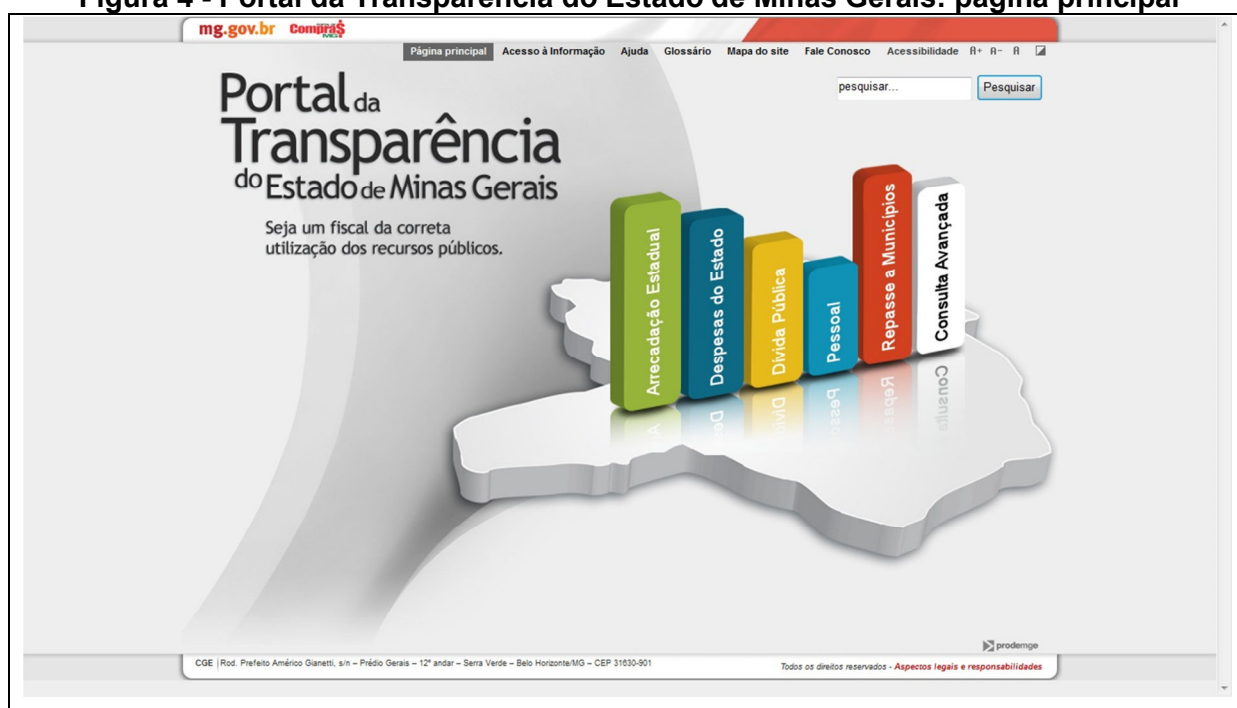 Figura 4 - Portal da Transparência do Estado de Minas Gerais: página principal
mg.gov.br Compra$ MG
Página principal Acesso à Informação Ajuda Glossário Mapa do site Fale Conosco Acessibilidade A+ A- A
pesquisar... Pesquisar
Portal da
Transparência
do Estado de Minas Gerais
Seja um fiscal da correta
utilização dos recursos públicos.
Arrecadação Estadual
Despesas do Estado
Dívida Pública
Pessoal
Repasse a Municípios
Consulta Avançada
prodemge
CGE | Rod. Prefeito Américo Gianetti, s/n – Prédio Gerais – 12º andar – Serra Verde – Belo Horizonte/MG – CEP 31630-901
Todos os direitos reservados - Aspectos legais e responsabilidades